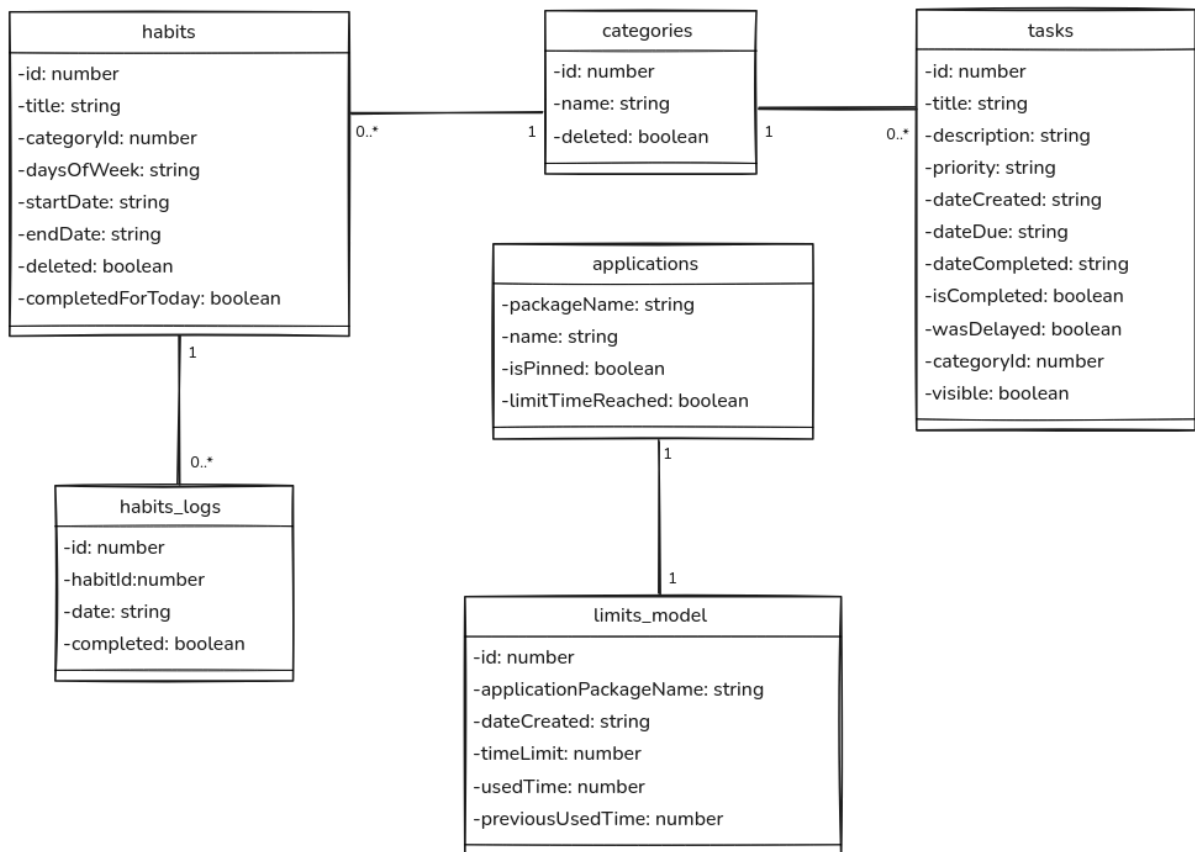 habits
-id: number
-title: string
-categoryId: number
-daysOfWeek: string
-startDate: string
-endDate: string
-deleted: boolean
-completedForToday: boolean
0..*
1
categories
-id: number
-name: string
-deleted: boolean
1
0..*
tasks
-id: number
-title: string
-description: string
-priority: string
-dateCreated: string
-dateDue: string
-dateCompleted: string
-isCompleted: boolean
-wasDelayed: boolean
-categoryId: number
-visible: boolean
applications
-packageName: string
-name: string
-isPinned: boolean
-limitTimeReached: boolean
1
0..*
habits_logs
-id: number
-habitId:number
-date: string
-completed: boolean
1
1
limits_model
-id: number
-applicationPackageName: string
-dateCreated: string
-timeLimit: number
-usedTime: number
-previousUsedTime: number